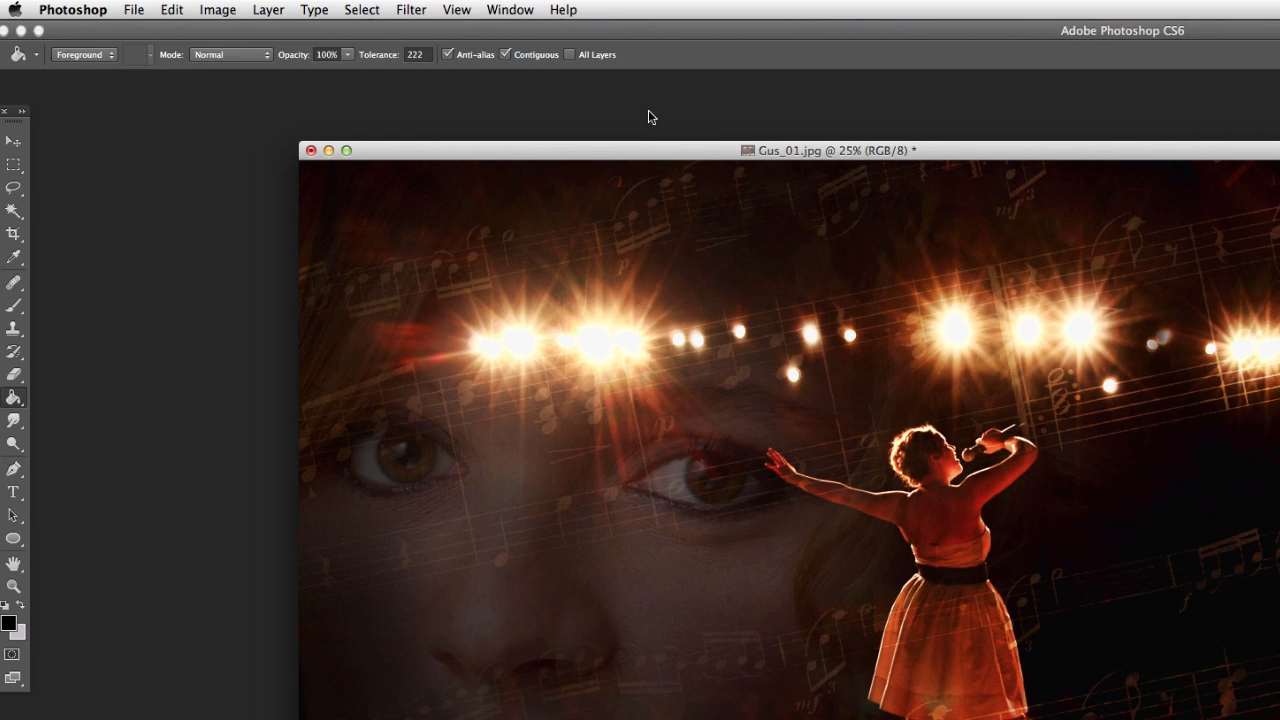 Photoshop File Edit Image Layer Type Select Filter View Window Help
Adobe Photoshop CS6
Foreground Mode: Normal Opacity: 100% Tolerance: 222 Anti-alias Contiguous All Layers
Gus_01.jpg @ 25% (RGB/8) *